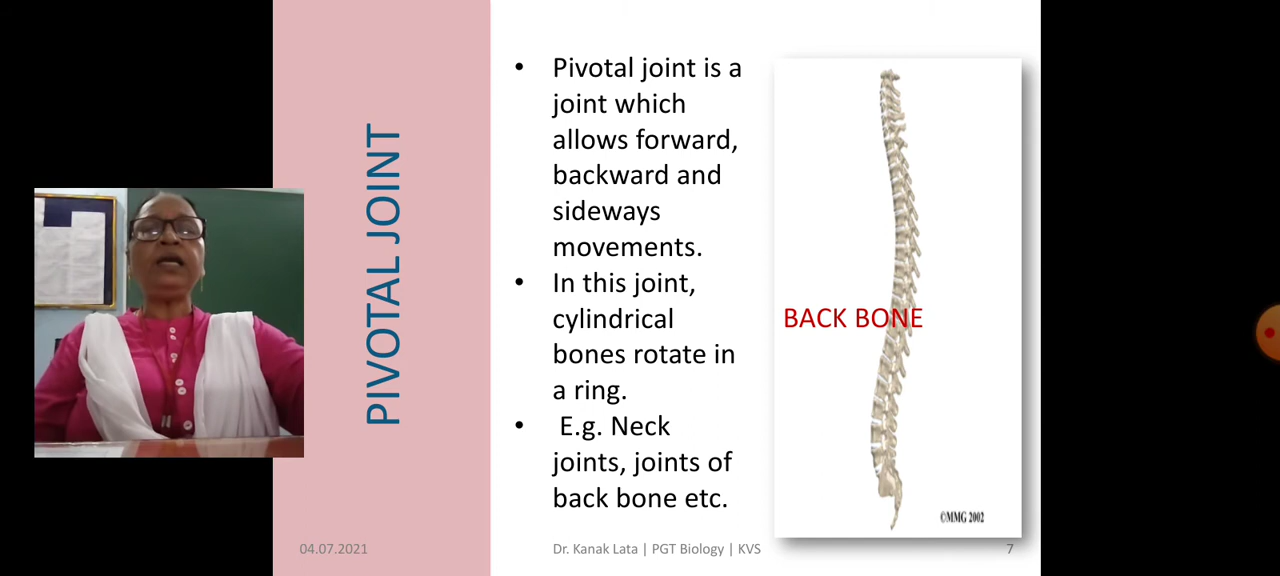 PIVOTAL JOINT
• Pivotal joint is a
joint which
allows forward,
backward and
sideways
movements.
• In this joint,
cylindrical
bones rotate in
a ring.
• E.g. Neck
joints, joints of
back bone etc.
BACK BONE
©MMG 2002
04.07.2021
Dr. Kanak Lata | PGT Biology | KVS
7